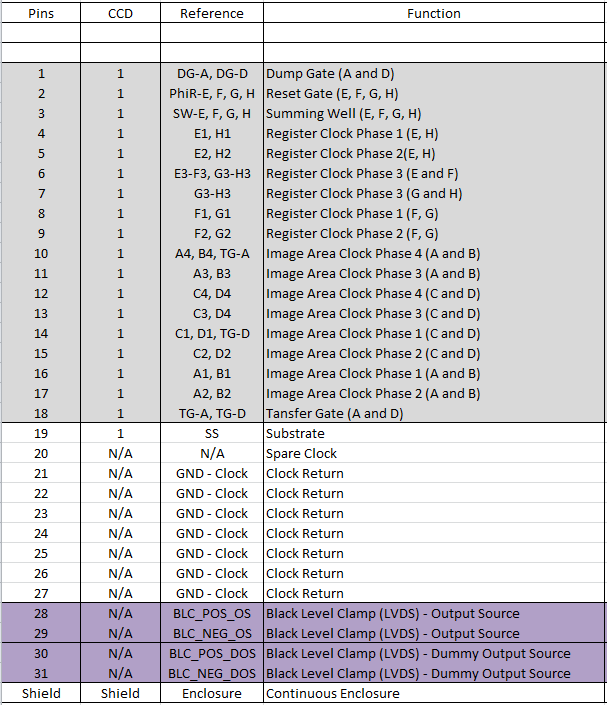 Pins CCD Reference Function
1 1 DG-A, DG-D Dump Gate (A and D)
2 1 PhiR-E, F, G, H Reset Gate (E, F, G, H)
3 1 SW-E, F, G, H Summing Well (E, F, G, H)
4 1 E1, H1 Register Clock Phase 1 (E, H)
5 1 E2, H2 Register Clock Phase 2(E, H)
6 1 E3-F3, G3-H3 Register Clock Phase 3 (E and F)
7 1 G3-H3 Register Clock Phase 3 (G and H)
8 1 F1, G1 Register Clock Phase 1 (F, G)
9 1 F2, G2 Register Clock Phase 2 (F, G)
10 1 A4, B4, TG-A Image Area Clock Phase 4 (A and B)
11 1 A3, B3 Image Area Clock Phase 3 (A and B)
12 1 C4, D4 Image Area Clock Phase 4 (C and D)
13 1 C3, D4 Image Area Clock Phase 3 (C and D)
14 1 C1, D1, TG-D Image Area Clock Phase 1 (C and D)
15 1 C2, D2 Image Area Clock Phase 2 (C and D)
16 1 A1, B1 Image Area Clock Phase 1 (A and B)
17 1 A2, B2 Image Area Clock Phase 2 (A and B)
18 1 TG-A, TG-D Tansfer Gate (A and D)
19 1 SS Substrate
20 N/A N/A Spare Clock
21 N/A GND - Clock Clock Return
22 N/A GND - Clock Clock Return
23 N/A GND - Clock Clock Return
24 N/A GND - Clock Clock Return
25 N/A GND - Clock Clock Return
26 N/A GND - Clock Clock Return
27 N/A GND - Clock Clock Return
28 N/A BLC_POS_OS Black Level Clamp (LVDS) - Output Source
29 N/A BLC_NEG_OS Black Level Clamp (LVDS) - Output Source
30 N/A BLC_POS_DOS Black Level Clamp (LVDS) - Dummy Output Source
31 N/A BLC_NEG_DOS Black Level Clamp (LVDS) - Dummy Output Source
Shield Shield Enclosure Continuous Enclosure